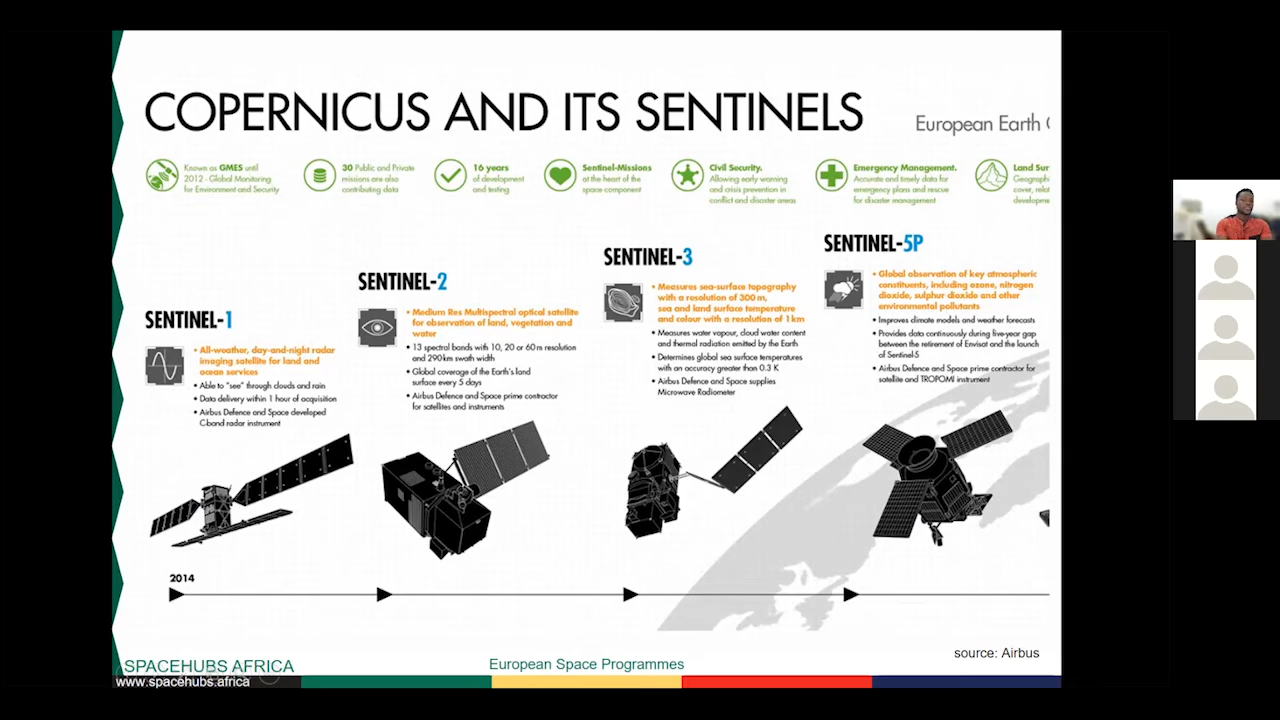 COPERNICUS AND ITS SENTINELS
European Earth
Known as GMES until
2012 - Global Monitoring
for Environment and Security
30 Public and Private
missions are also
contributing data
16 years
of development
and testing
Sentinel-Missions
at the heart of the
space component
Civil Security.
Allowing early warning
and crisis prevention in
conflict and disaster areas
Emergency Management.
Accurate and timely data for
emergency plans and rescue
for disaster management
Land Sur
Geograph
cover, relat
developme
SENTINEL-1
• All-weather, day-and-night radar
imaging satellite for land and
ocean services
• Able to "see" through clouds and rain
• Data delivery within 1 hour of acquisition
• Airbus Defence and Space developed
C-band radar instrument
SENTINEL-2
• Medium Res Multispectral optical satellite
for observation of land, vegetation and
water
• 13 spectral bands with 10, 20 or 60 m resolution
and 290 km swath width
• Global coverage of the Earth's land
surface every 5 days
• Airbus Defence and Space prime contractor
for satellites and instruments
SENTINEL-3
• Measures sea-surface topography
with a resolution of 300 m,
sea and land surface temperature
and colour with a resolution of 1 km
• Measures water vapour, cloud water content
and thermal radiation emitted by the Earth
• Determines global sea surface temperatures
with an accuracy greater than 0.3 K
• Airbus Defence and Space supplies
Microwave Radiometer
SENTINEL-5P
• Global observation of key atmospheric
constituents, including ozone, nitrogen
dioxide, sulphur dioxide and other
environmental pollutants
• Improves climate models and weather forecasts
• Provides data continuously during five-year gap
between the retirement of Envisat and the launch
of Sentinel-5
• Airbus Defence and Space prime contractor for
satellite and TROPOMI instrument
2014
source: Airbus
SPACEHUBS AFRICA
European Space Programmes
www.spacehubs.africa